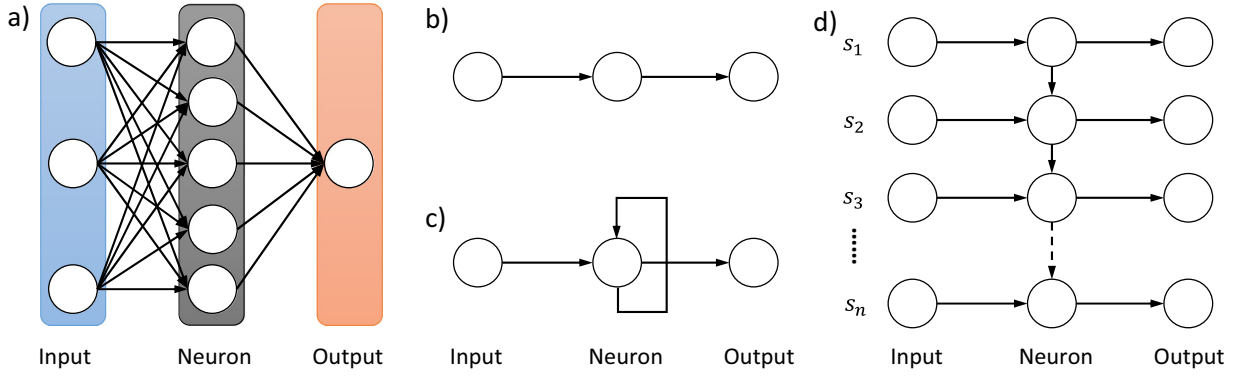 a)
Input Neuron Output
b)
c)
Input Neuron Output
d)
s₁
s₂
s₃
sₙ
Input Neuron Output